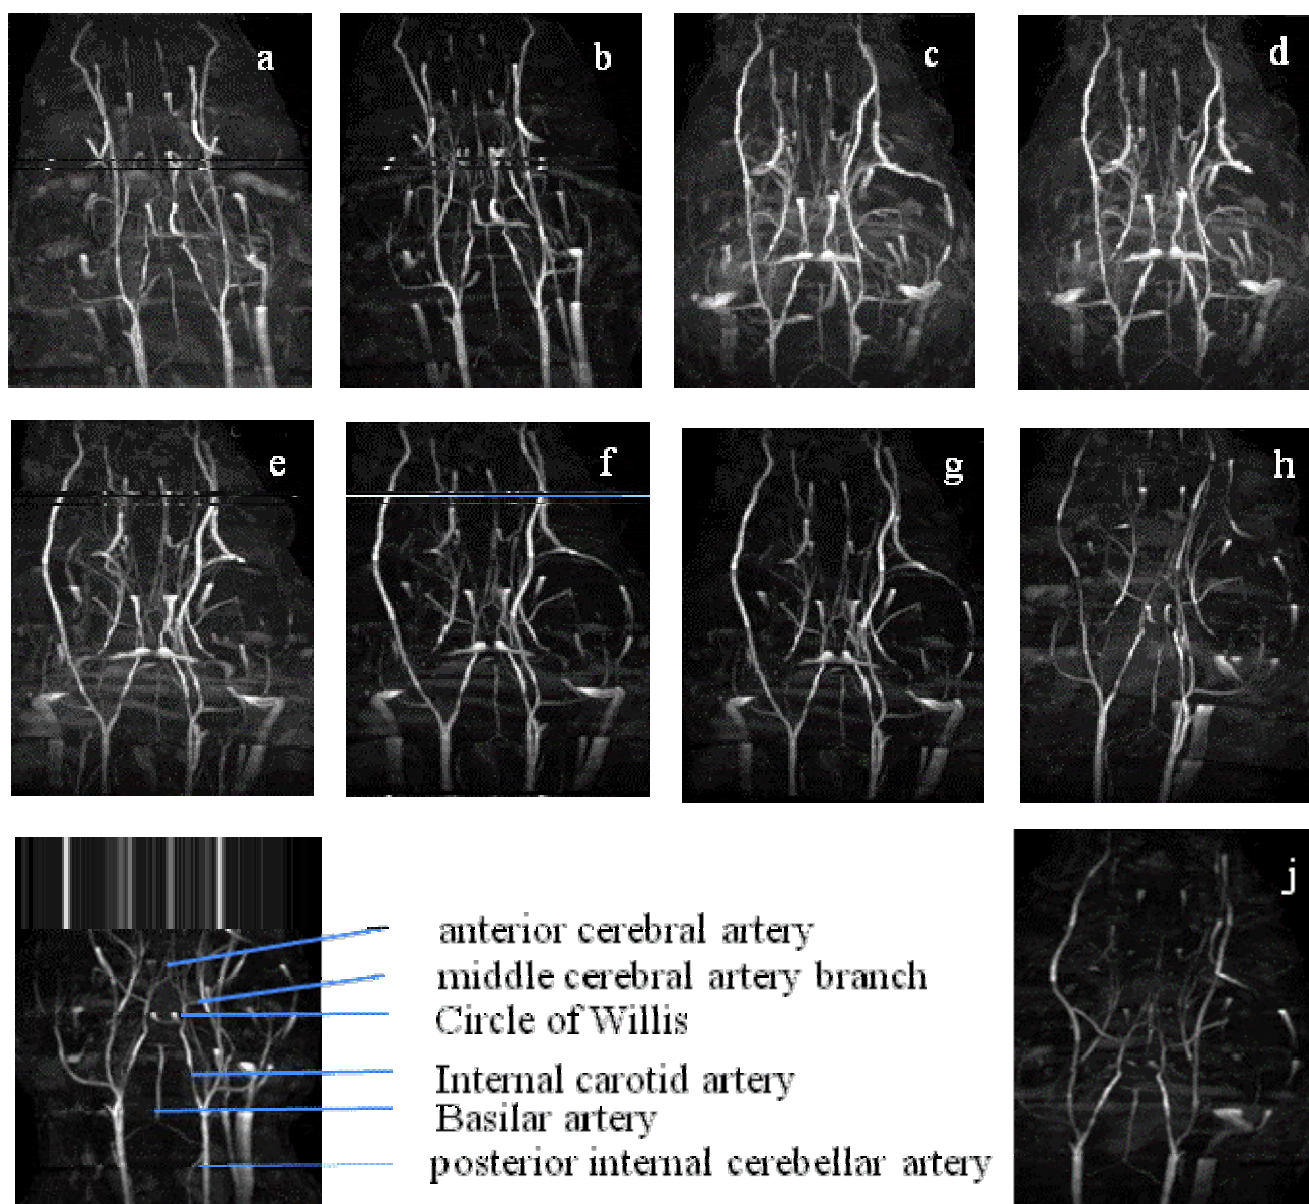 a
b
c
d
e
f
g
h
anterior cerebral artery
middle cerebral artery branch
Circle of Willis
Internal carotid artery
Basilar artery
posterior internal cerebellar artery
j